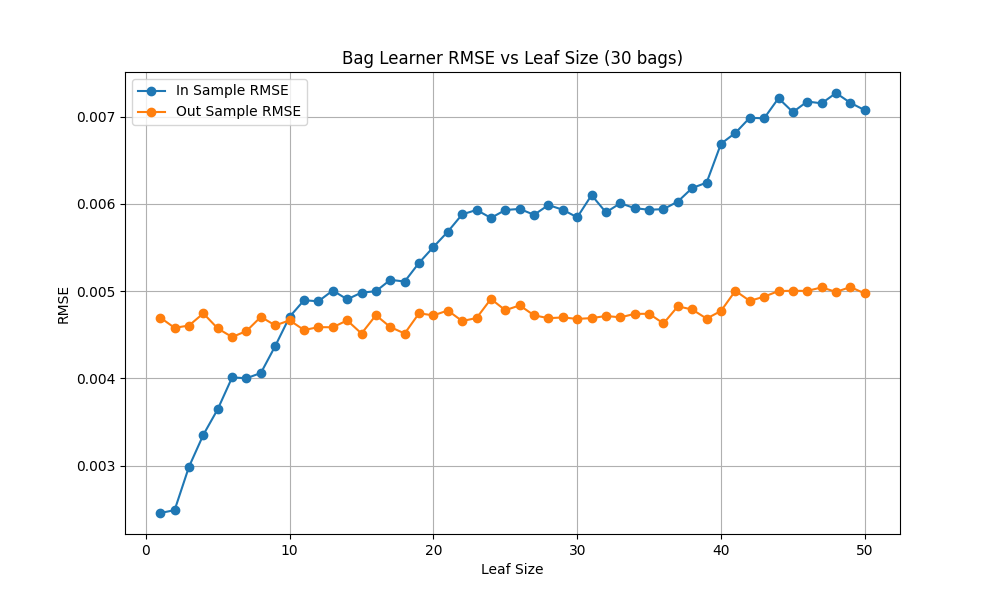 Bag Learner RMSE vs Leaf Size (30 bags)
In Sample RMSE
Out Sample RMSE
0.007
0.006
0.005
0.004
0.003
RMSE
0 10 20 30 40 50
Leaf Size